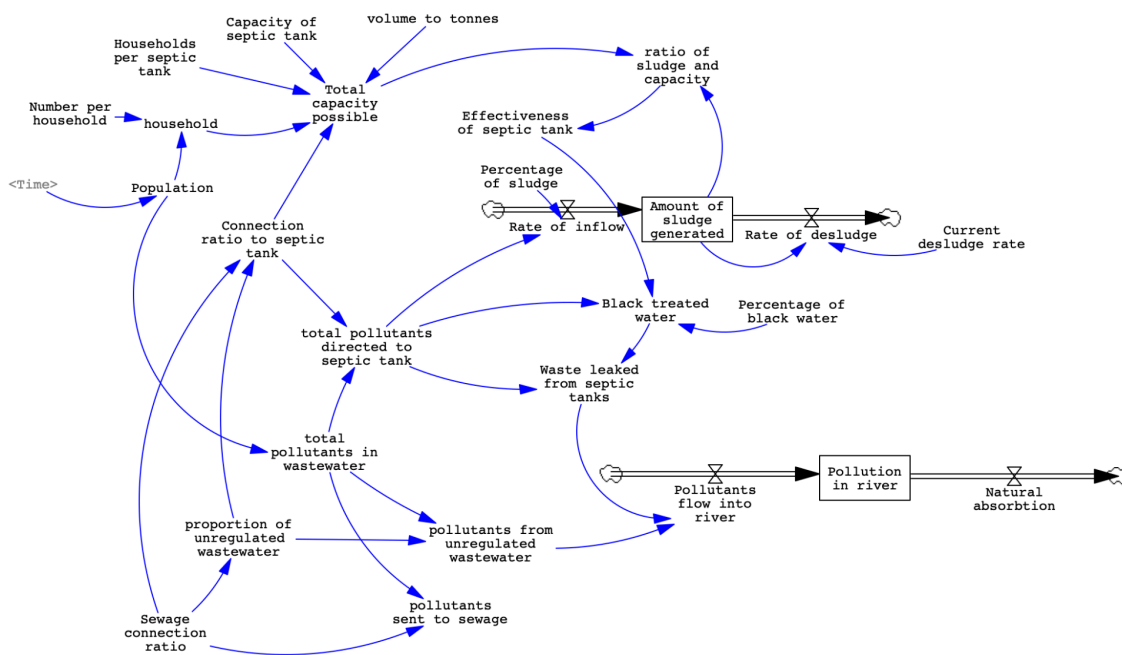 Capacity of
septic tank
volume to tonnes
Households
per septic
tank
ratio of
sludge and
capacity
Total
capacity
possible
Number per
household
household
Effectiveness
of septic tank
<Time>
Population
Percentage
of sludge
Amount of
sludge
generated
Rate of inflow
Rate of desludge
Current
desludge rate
Connection
ratio to septic
tank
Black treated
water
Percentage of
black water
total pollutants
directed to
septic tank
Waste leaked
from septic
tanks
total
pollutants in
wastewater
Pollution
in river
Pollutants
flow into
river
Natural
absorbtion
proportion of
unregulated
wastewater
pollutants from
unregulated
wastewater
pollutants
sent to sewage
Sewage
connection
ratio